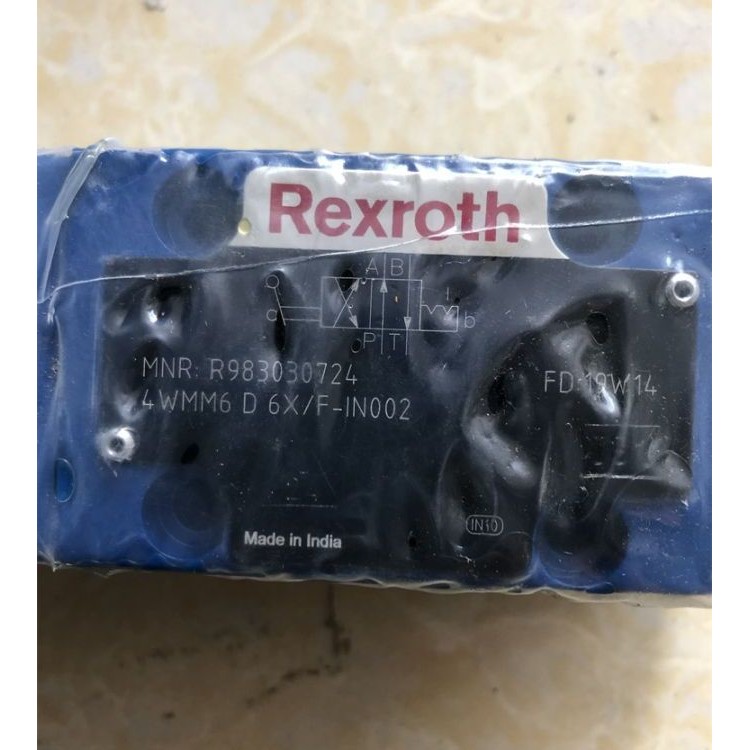 Rexroth
A B
a
b
P T
MNR: R983030724
FD: 19W14
4WMM6 D 6X/F-IN002
IN10
Made in India